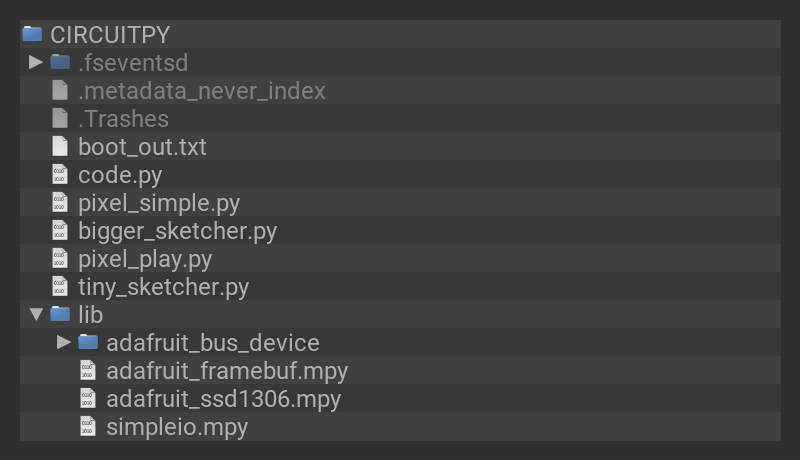 CIRCUITPY
.fseventsd
.metadata_never_index
.Trashes
boot_out.txt
code.py
pixel_simple.py
bigger_sketcher.py
pixel_play.py
tiny_sketcher.py
lib
adafruit_bus_device
adafruit_framebuf.mpy
adafruit_ssd1306.mpy
simpleio.mpy